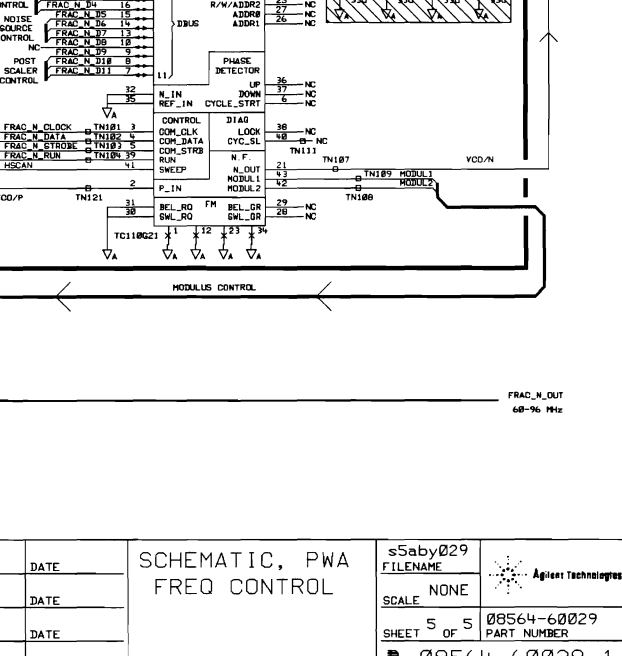 FRAC_N_D4 16
R/W/ADDR2 25 NC
NOISE FRAC_N_D5 15
ADDR0 27 NC
SOURCE FRAC_N_D6 14 DBUS
ADDR1 26 NC
FRAC_N_D7 13
NC FRAC_N_D8 10
POST FRAC_N_D9 9
SCALER FRAC_N_D10 8
CONTROL FRAC_N_D11 7 11
PHASE
DETECTOR
UP 36 NC
32 N_IN DOWN 37 NC
35 REF_IN CYCLE_STRT 6 NC
A
CONTROL DIAG
FRAC_N_CLOCK TN101 3 COM_CLK LOCK 38 NC
FRAC_N_DATA TN102 4 COM_DATA CYC_SL 40 NC
FRAC_N_STROBE TN103 5 COM_STRB TN111
FRAC_N_RUN TN104 39 RUN N.F.
HSCAN 41 SWEEP N_OUT 21 TN107 VCO/N
MODUL1 43 TN109 MODUL1
VCO/P TN121 2 P_IN MODUL2 42 TN108 MODUL2
31 BEL_RQ FM BEL_GR 29 NC
30 GWL_RQ GWL_GR 28 NC
TC110G21 1 12 23 34
A A A A A
MODULUS CONTROL
FRAC_N_OUT
60-96 MHz
DATE
DATE
DATE
SCHEMATIC, PWA
FREQ CONTROL
s5aby029
FILENAME
Agilent Technologies
NONE
SCALE
SHEET 5 OF 5
08564-60029
PART NUMBER